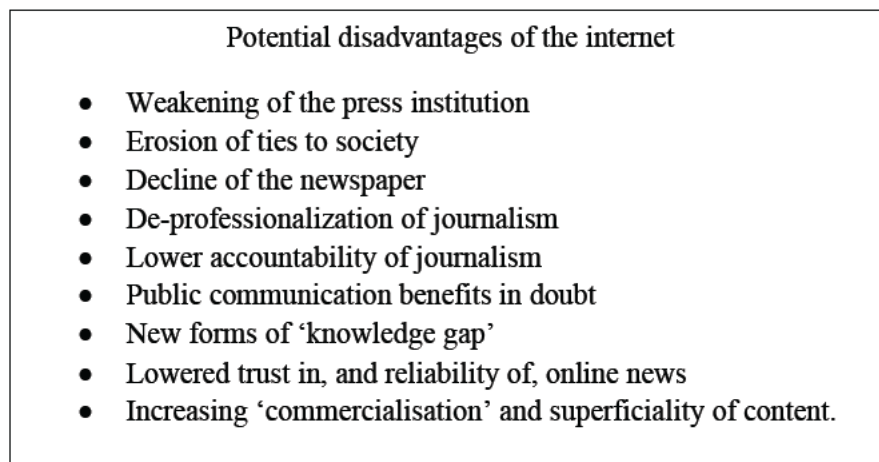 Potential disadvantages of the internet
● Weakening of the press institution
● Erosion of ties to society
● Decline of the newspaper
● De-professionalization of journalism
● Lower accountability of journalism
● Public communication benefits in doubt
● New forms of ‘knowledge gap’
● Lowered trust in, and reliability of, online news
● Increasing ‘commercialisation’ and superficiality of content.